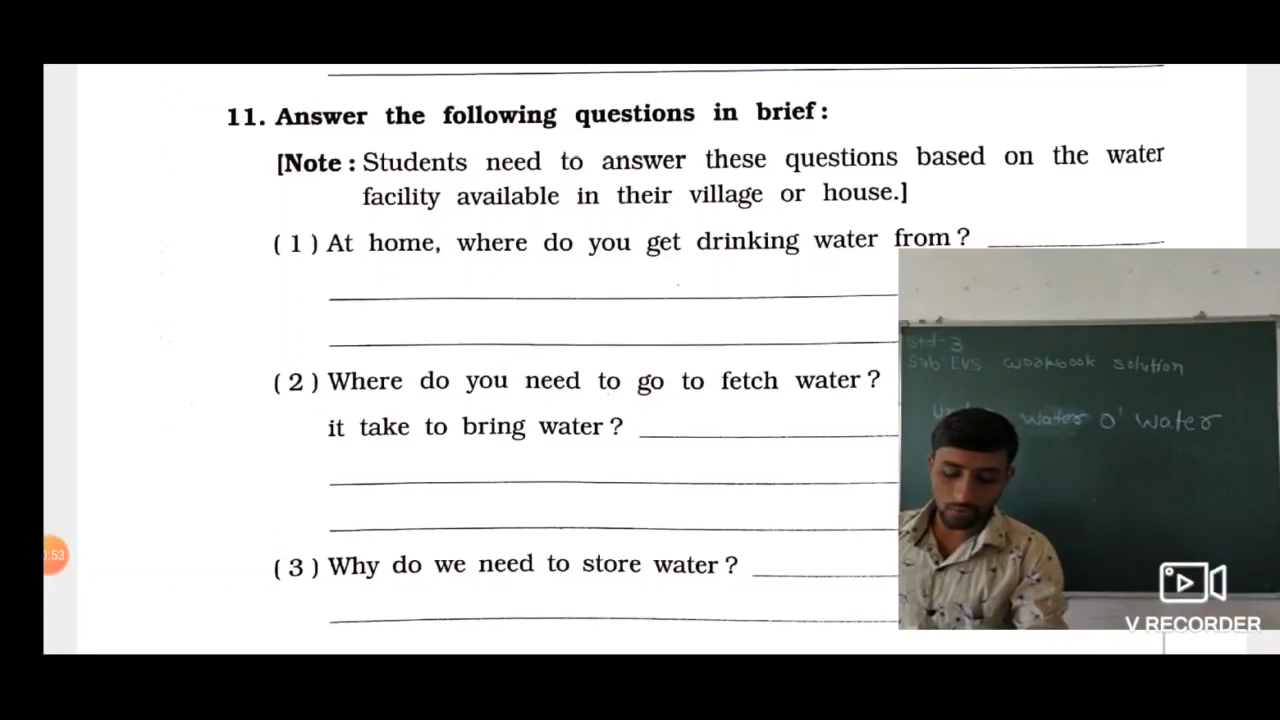 11. Answer the following questions in brief :
[Note : Students need to answer these questions based on the water
facility available in their village or house.]
( 1 ) At home, where do you get drinking water from ?
( 2 ) Where do you need to go to fetch water ?
it take to bring water ?
( 3 ) Why do we need to store water ?
:53
Std-3
Sub EVS workbook solution
water o' water
V RECORDER